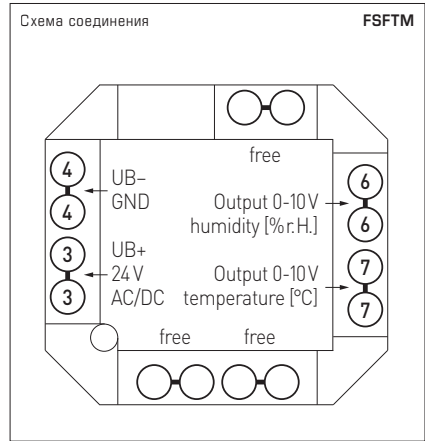 Схема соединения
FSFTM
free
4
4
UB–
GND
Output 0-10 V
humidity [% r. H.]
6
6
3
3
UB+
24 V
AC/DC
Output 0-10 V
temperature [°C]
7
7
free
free